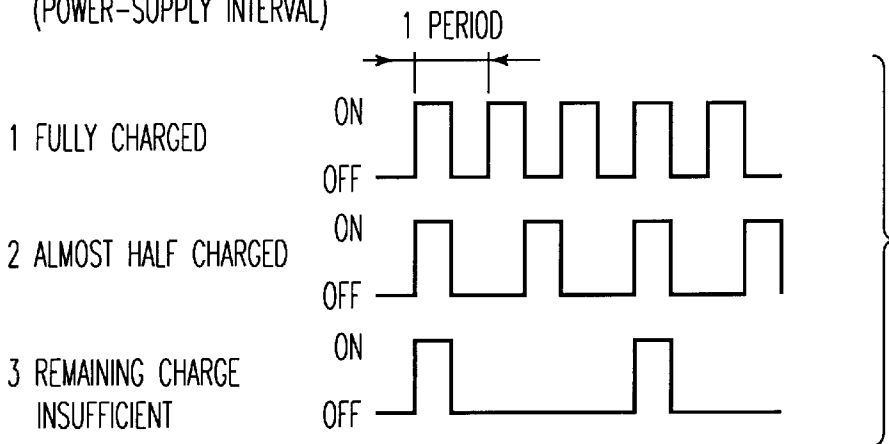 (POWER-SUPPLY INTERVAL)
1 PERIOD
1 FULLY CHARGED
ON
OFF
2 ALMOST HALF CHARGED
ON
OFF
3 REMAINING CHARGE
INSUFFICIENT
ON
OFF